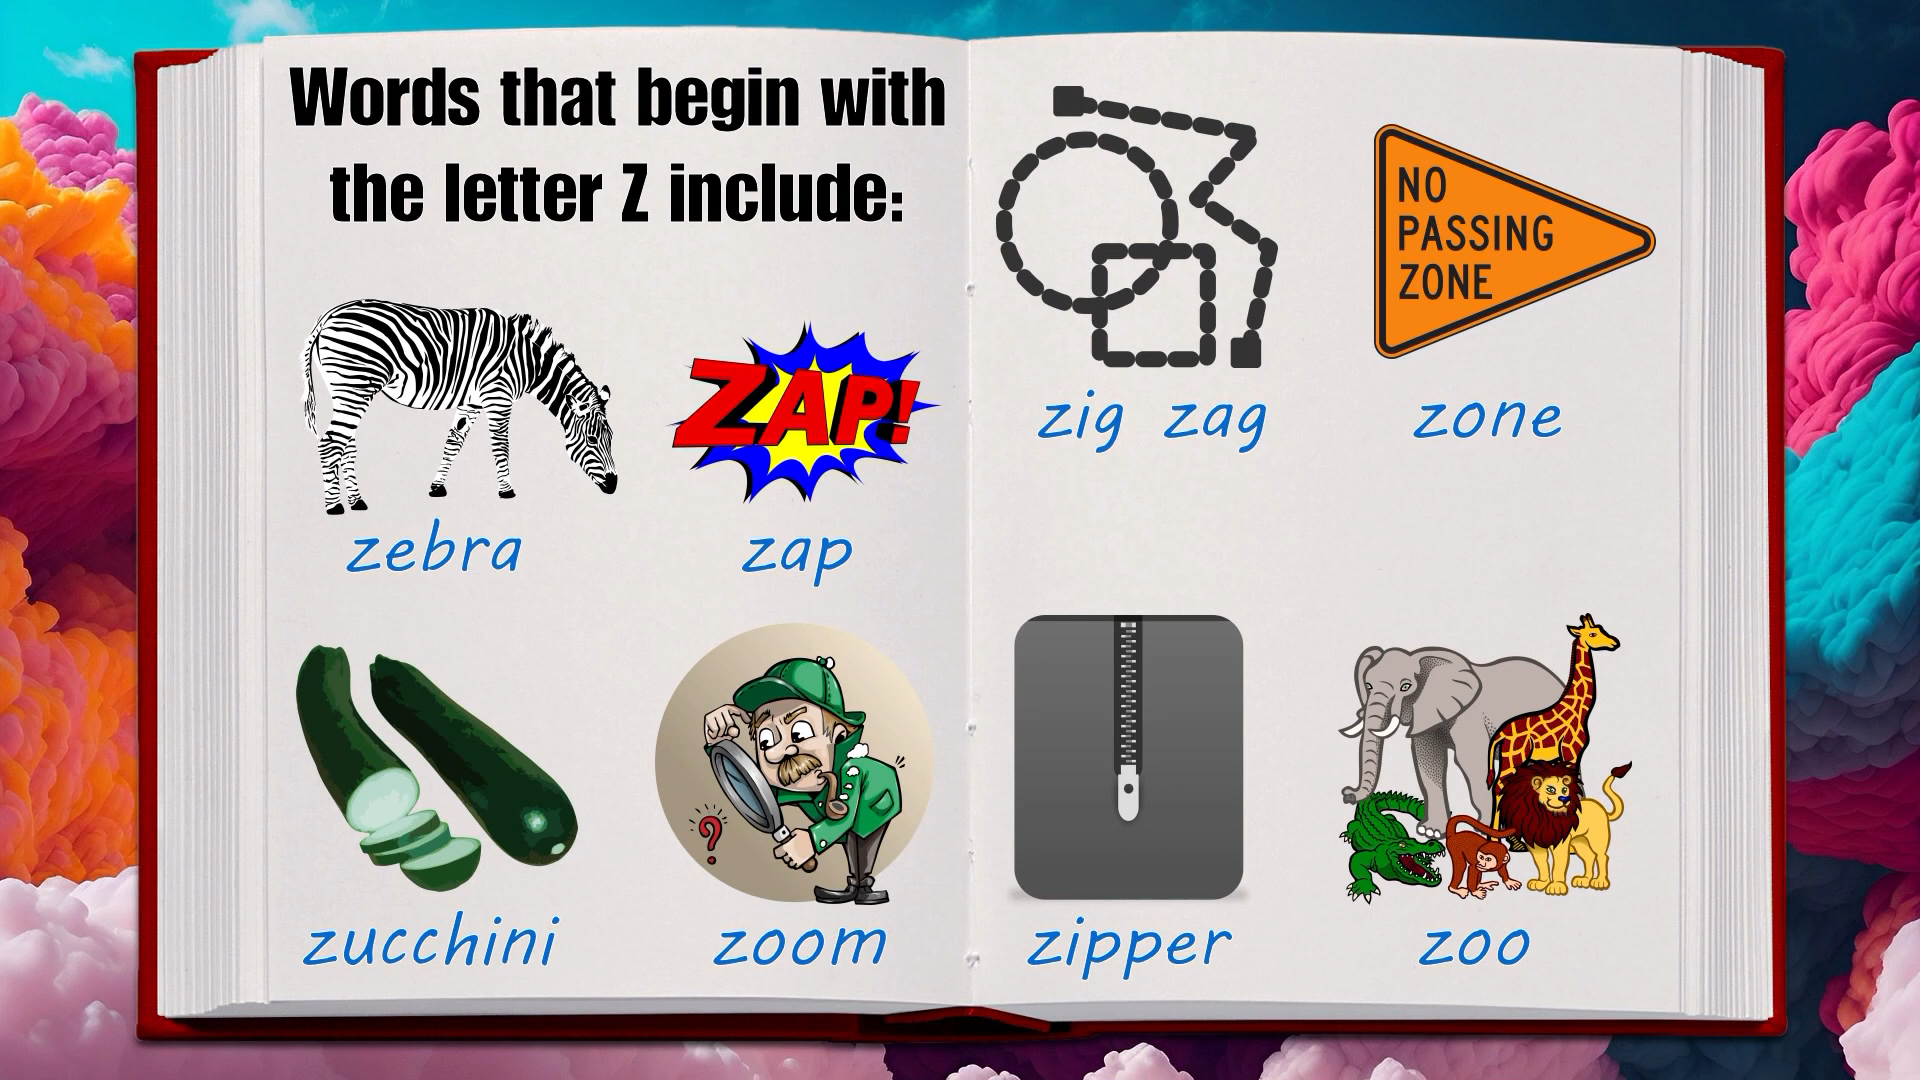 Words that begin with
the letter Z include:
zebra
ZAP!
zap
zucchini
zoom
zig zag
NO
PASSING
ZONE
zone
zipper
zoo